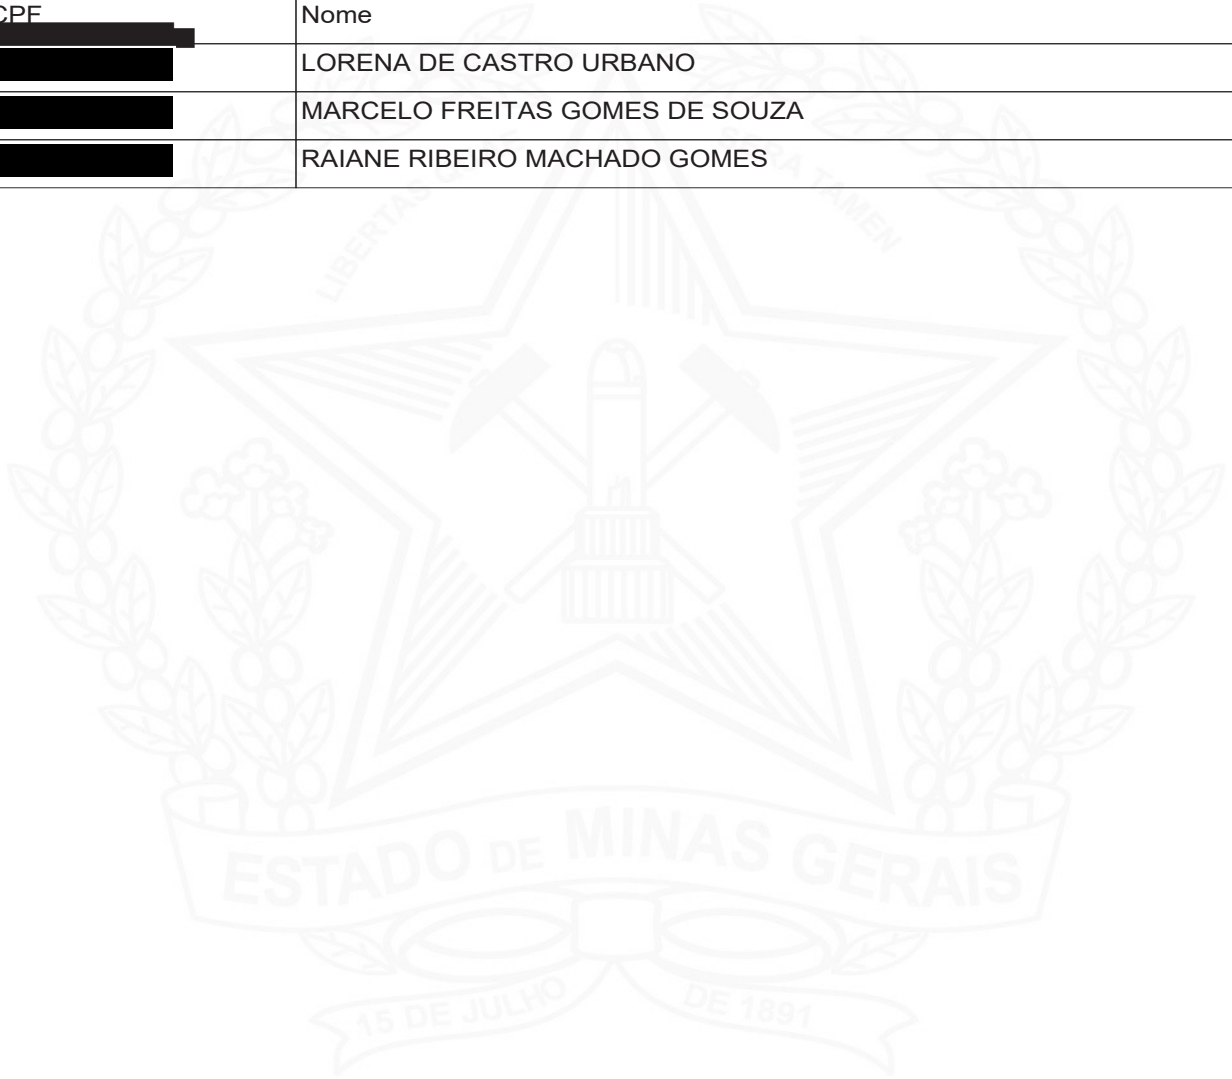 CPF Nome
LORENA DE CASTRO URBANO
MARCELO FREITAS GOMES DE SOUZA
RAIANE RIBEIRO MACHADO GOMES
LIBERTAS QUÆ SERA TAMEN
ESTADO DE MINAS GERAIS
15 DE JULHO DE 1891